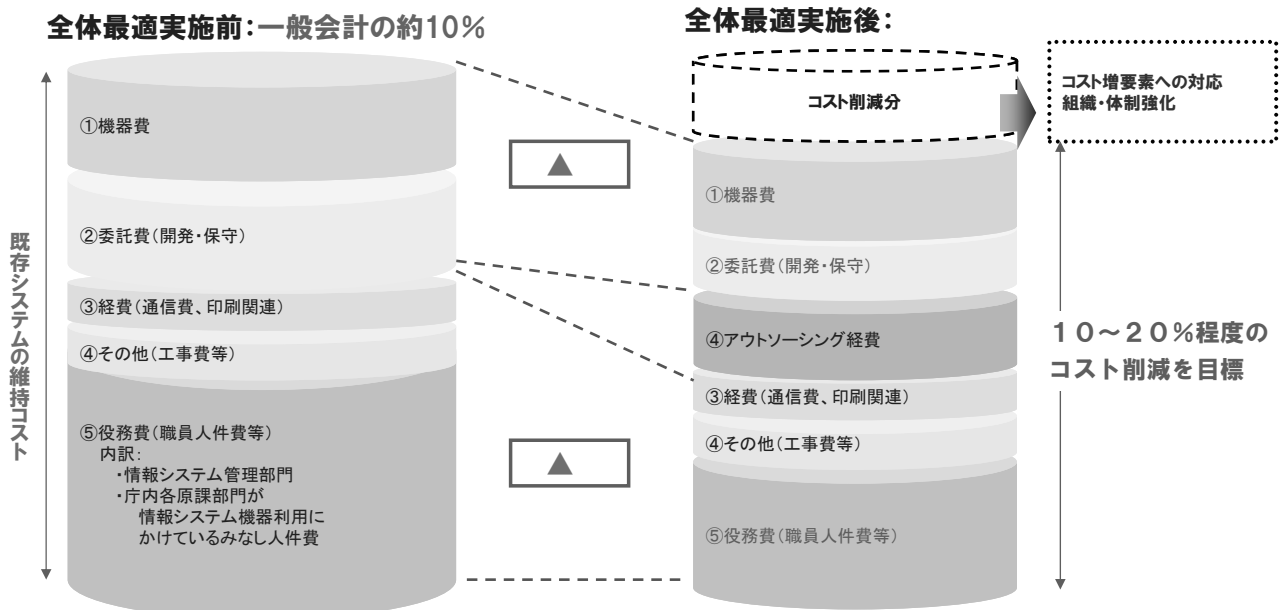 全体最適実施前：一般会計の約10％
既存システムの維持コスト
①機器費
②委託費（開発・保守）
③経費（通信費、印刷関連）
④その他（工事費等）
⑤役務費（職員人件費等）
内訳：
・情報システム管理部門
・庁内各原課部門が
情報システム機器利用に
かけているみなし人件費
▲
▲
全体最適実施後：
コスト削減分
①機器費
②委託費（開発・保守）
④アウトソーシング経費
③経費（通信費、印刷関連）
④その他（工事費等）
⑤役務費（職員人件費等）
コスト増要素への対応
組織・体制強化
１０～２０％程度の
コスト削減を目標